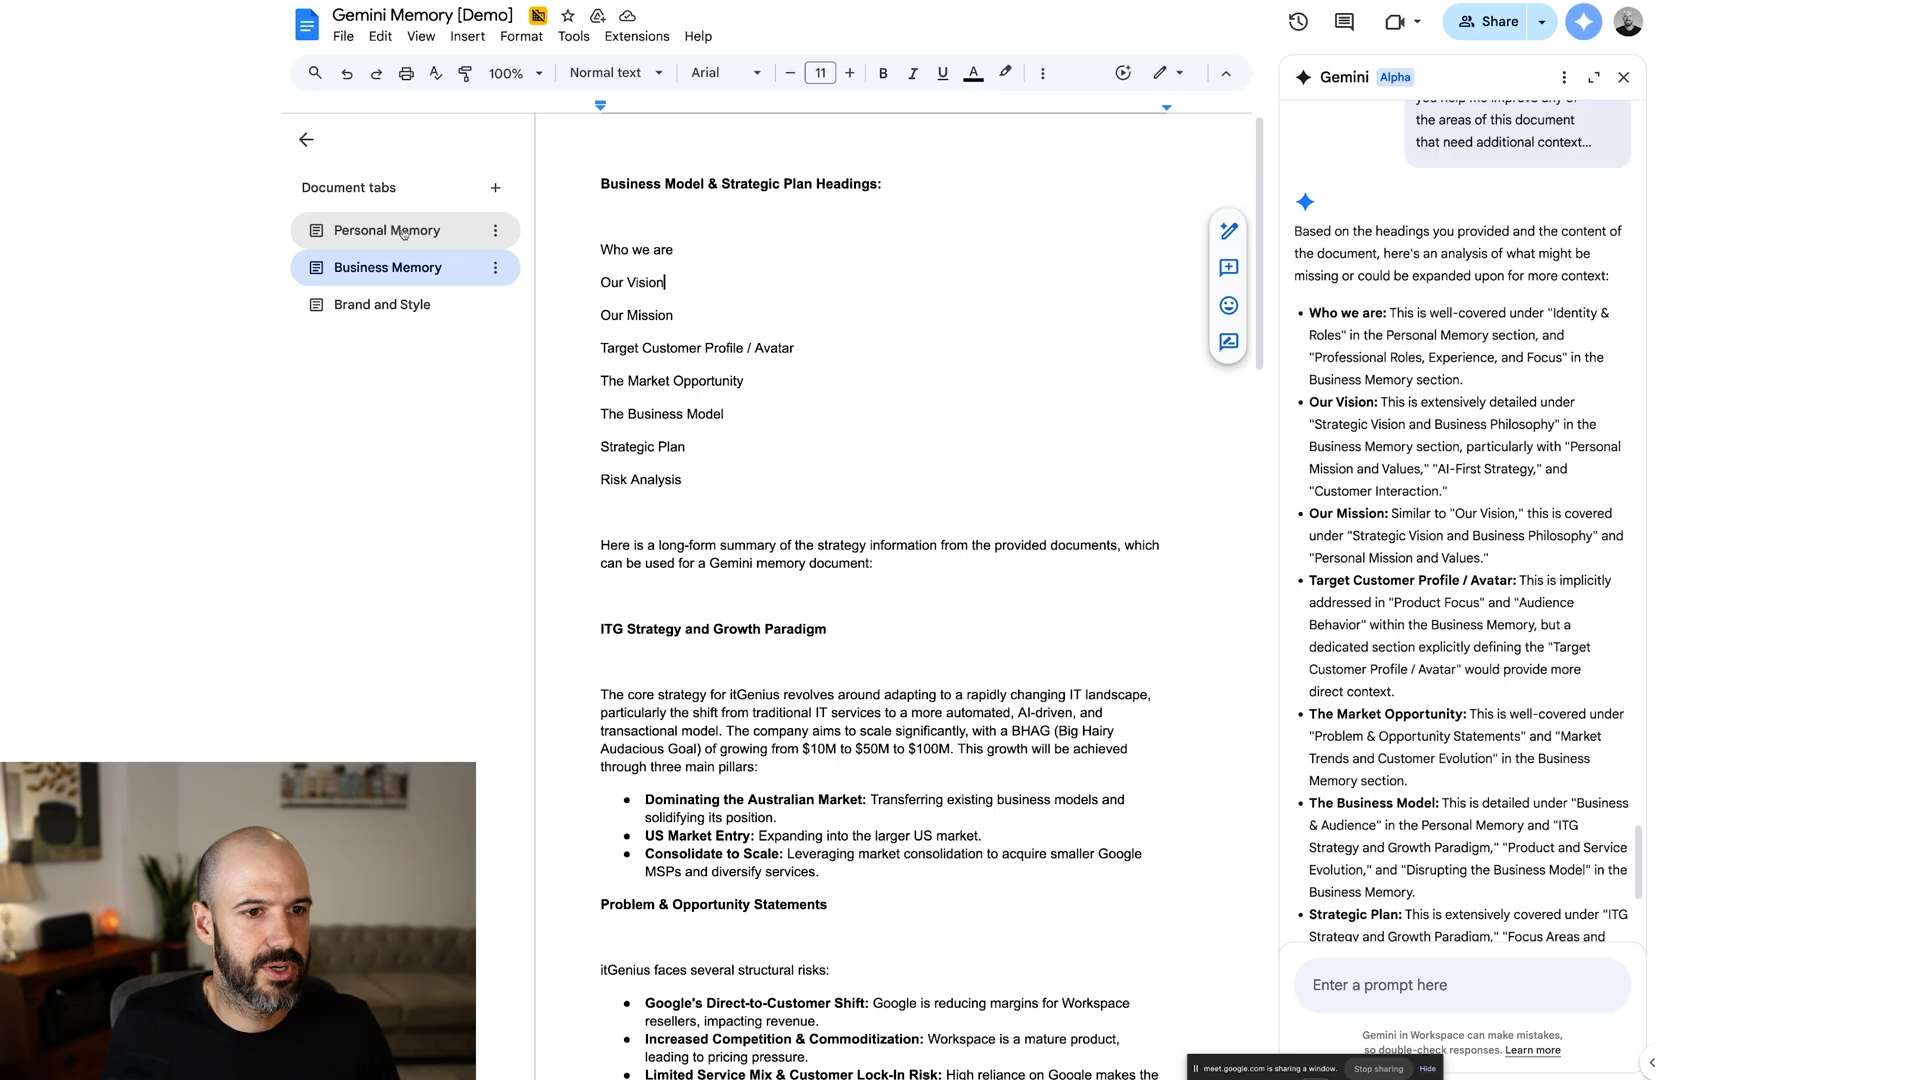 Gemini Memory [Demo]
File Edit View Insert Format Tools Extensions Help
Share
100% Normal text Arial 11
Document tabs
Personal Memory
Business Memory
Brand and Style
Business Model & Strategic Plan Headings:
Who we are
Our Vision
Our Mission
Target Customer Profile / Avatar
The Market Opportunity
The Business Model
Strategic Plan
Risk Analysis
Here is a long-form summary of the strategy information from the provided documents, which
can be used for a Gemini memory document:
ITG Strategy and Growth Paradigm
The core strategy for itGenius revolves around adapting to a rapidly changing IT landscape,
particularly the shift from traditional IT services to a more automated, AI-driven, and
transactional model. The company aims to scale significantly, with a BHAG (Big Hairy
Audacious Goal) of growing from $10M to $50M to $100M. This growth will be achieved
through three main pillars:
Dominating the Australian Market: Transferring existing business models and
solidifying its position.
US Market Entry: Expanding into the larger US market.
Consolidate to Scale: Leveraging market consolidation to acquire smaller Google
MSPs and diversify services.
Problem & Opportunity Statements
itGenius faces several structural risks:
Google's Direct-to-Customer Shift: Google is reducing margins for Workspace
resellers, impacting revenue.
Increased Competition & Commoditization: Workspace is a mature product,
leading to pricing pressure.
Limited Service Mix & Customer Lock-In Risk: High reliance on Google makes the
Gemini Alpha
you help me improve any of
the areas of this document
that need additional context...
Based on the headings you provided and the content of
the document, here's an analysis of what might be
missing or could be expanded upon for more context:
Who we are: This is well-covered under "Identity &
Roles" in the Personal Memory section, and
"Professional Roles, Experience, and Focus" in the
Business Memory section.
Our Vision: This is extensively detailed under
"Strategic Vision and Business Philosophy" in the
Business Memory section, particularly with "Personal
Mission and Values," "AI-First Strategy," and
"Customer Interaction."
Our Mission: Similar to "Our Vision," this is covered
under "Strategic Vision and Business Philosophy" and
"Personal Mission and Values."
Target Customer Profile / Avatar: This is implicitly
addressed in "Product Focus" and "Audience
Behavior" within the Business Memory, but a
dedicated section explicitly defining the "Target
Customer Profile / Avatar" would provide more
direct context.
The Market Opportunity: This is well-covered under
"Problem & Opportunity Statements" and "Market
Trends and Customer Evolution" in the Business
Memory section.
The Business Model: This is detailed under "Business
& Audience" in the Personal Memory and "ITG
Strategy and Growth Paradigm," "Product and Service
Evolution," and "Disrupting the Business Model" in the
Business Memory.
Strategic Plan: This is extensively covered under "ITG
Strategy and Growth Paradigm," "Focus Areas and
Enter a prompt here
Gemini in Workspace can make mistakes,
so double-check responses. Learn more
meet.google.com is sharing a window. Stop sharing Hide